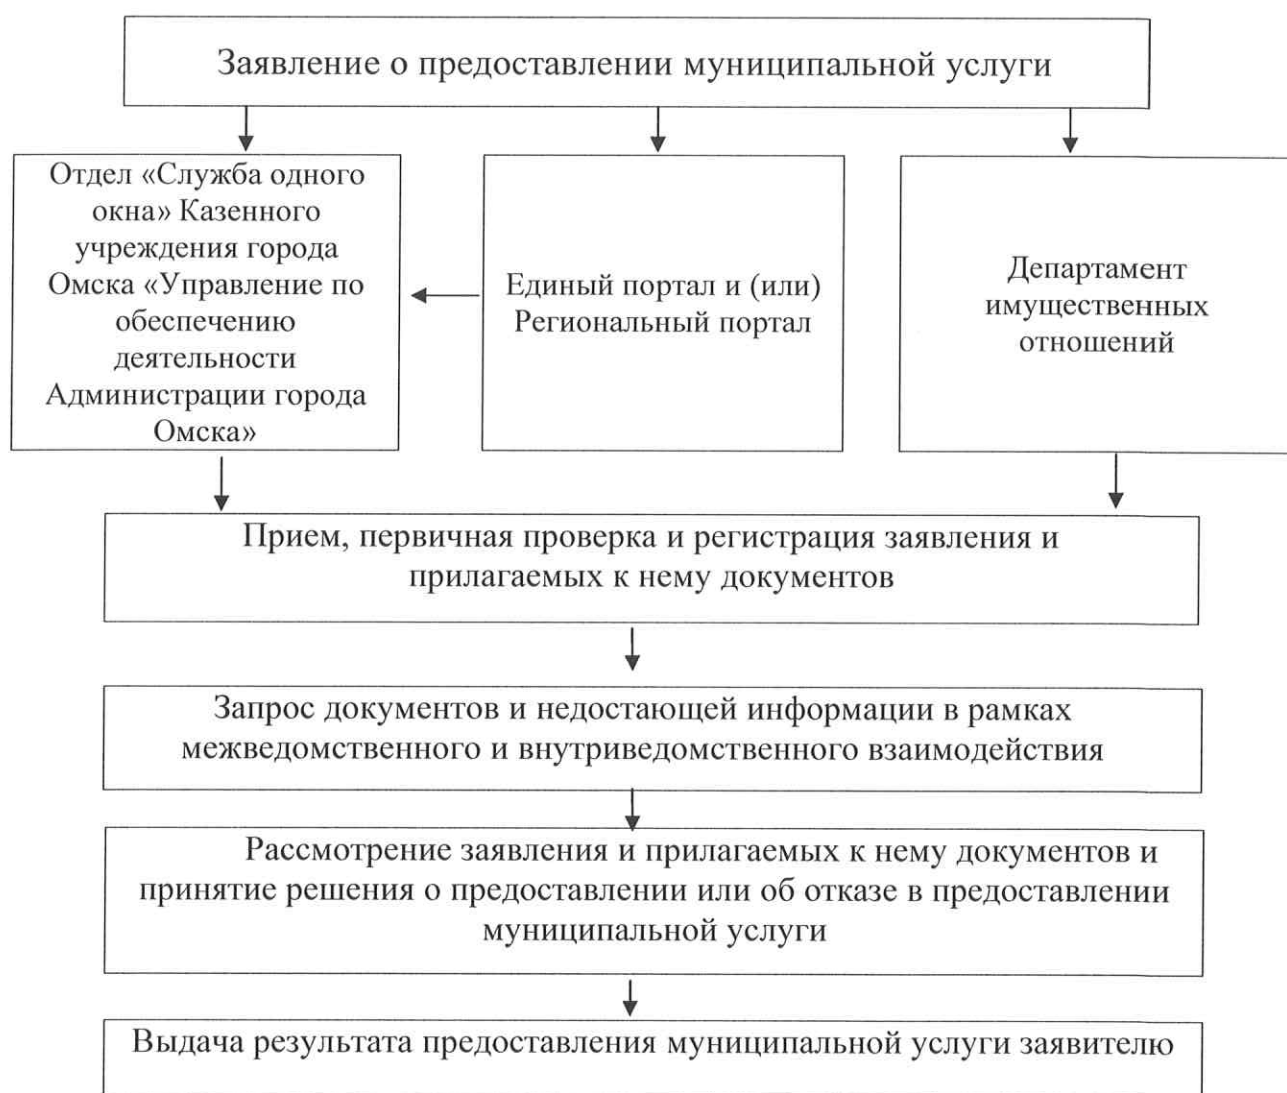 Заявление о предоставлении муниципальной услуги
Отдел «Служба одного
окна» Казенного
учреждения города
Омска «Управление по
обеспечению
деятельности
Администрации города
Омска»
Единый портал и (или)
Региональный портал
Департамент
имущественных
отношений
Прием, первичная проверка и регистрация заявления и
прилагаемых к нему документов
Запрос документов и недостающей информации в рамках
межведомственного и внутриведомственного взаимодействия
Рассмотрение заявления и прилагаемых к нему документов и
принятие решения о предоставлении или об отказе в предоставлении
муниципальной услуги
Выдача результата предоставления муниципальной услуги заявителю